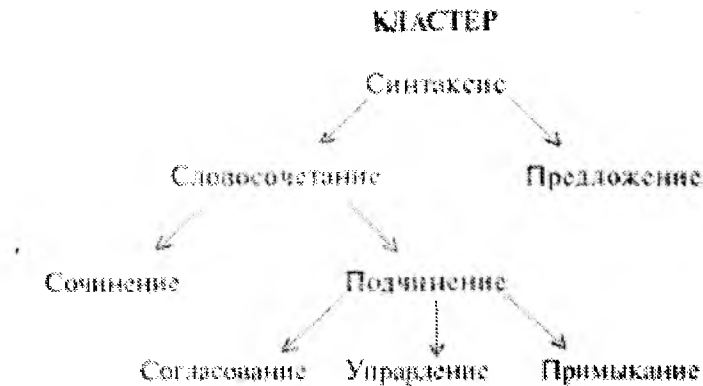 КЛАСТЕР
Синтаксис
Словосочетание Предложение
Сочинение Подчинение
Согласование Управление Примыкание